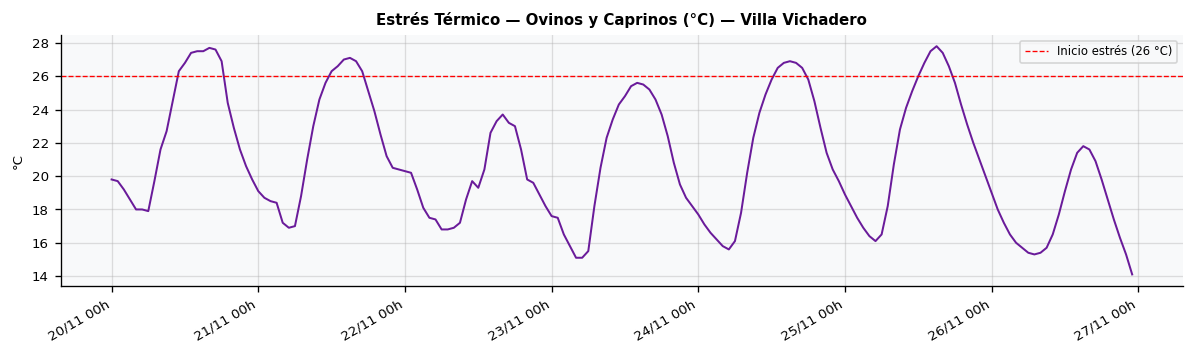 Estrés Térmico — Ovinos y Caprinos (°C) — Villa Vichadero
Inicio estrés (26 °C)
°C
28
26
24
22
20
18
16
14
20/11 00h
21/11 00h
22/11 00h
23/11 00h
24/11 00h
25/11 00h
26/11 00h
27/11 00h